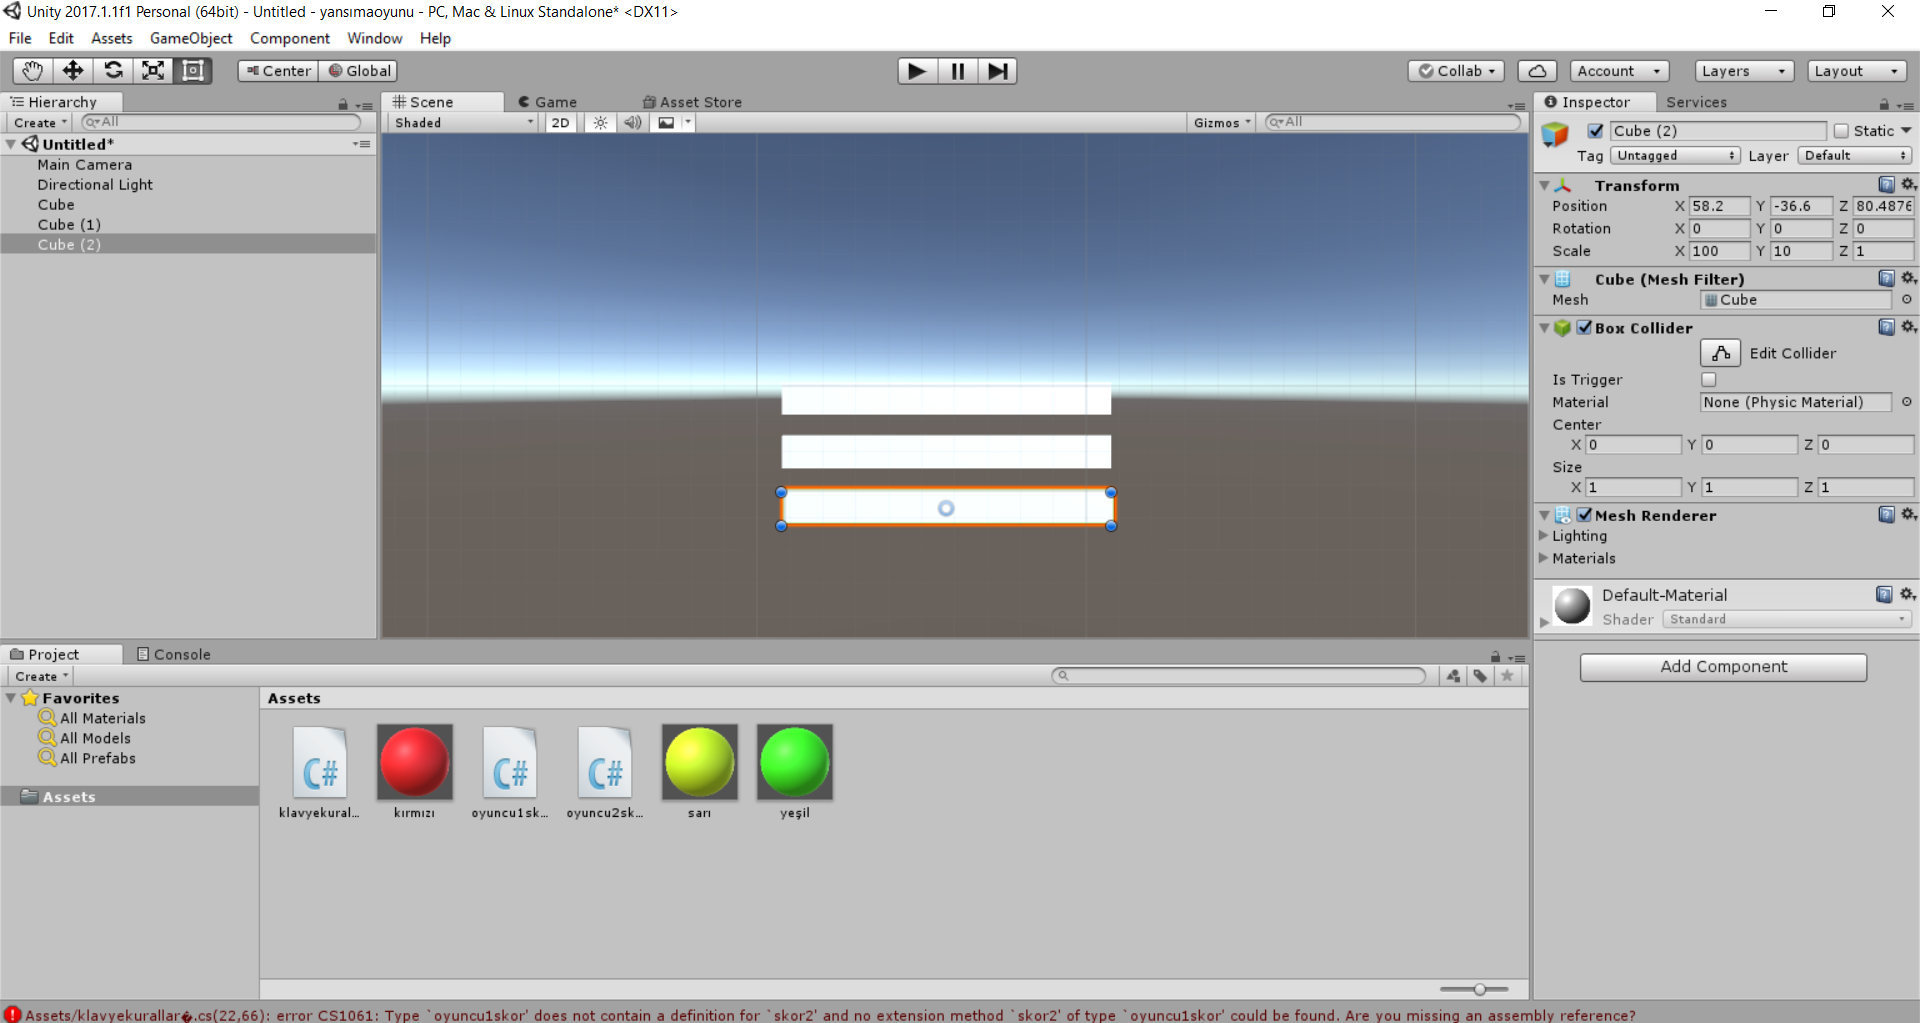 Unity 2017.1.1f1 Personal (64bit) - Untitled - yansımaoyunu - PC, Mac & Linux Standalone* <DX11>
File Edit Assets GameObject Component Window Help
Center Global Collab Account Layers Layout
Hierarchy
Create All
Untitled*
Main Camera
Directional Light
Cube
Cube (1)
Cube (2)
Scene Game Asset Store
Shaded 2D Gizmos All
Inspector Services
Cube (2) Static
Tag Untagged Layer Default
Transform
Position X 58.2 Y -36.6 Z 80.4876
Rotation X 0 Y 0 Z 0
Scale X 100 Y 10 Z 1
Cube (Mesh Filter)
Mesh Cube
Box Collider
Edit Collider
Is Trigger
Material None (Physic Material)
Center
X 0 Y 0 Z 0
Size
X 1 Y 1 Z 1
Mesh Renderer
Lighting
Materials
Default-Material
Shader Standard
Add Component
Project Console
Create
Favorites
All Materials
All Models
All Prefabs
Assets
Assets
C# C# C#
klavyekural... kırmızı oyuncu1sk... oyuncu2sk... sarı yeşil
Assets/klavyekurallar�.cs(22,66): error CS1061: Type `oyuncu1skor' does not contain a definition for `skor2' and no extension method `skor2' of type `oyuncu1skor' could be found. Are you missing an assembly reference?